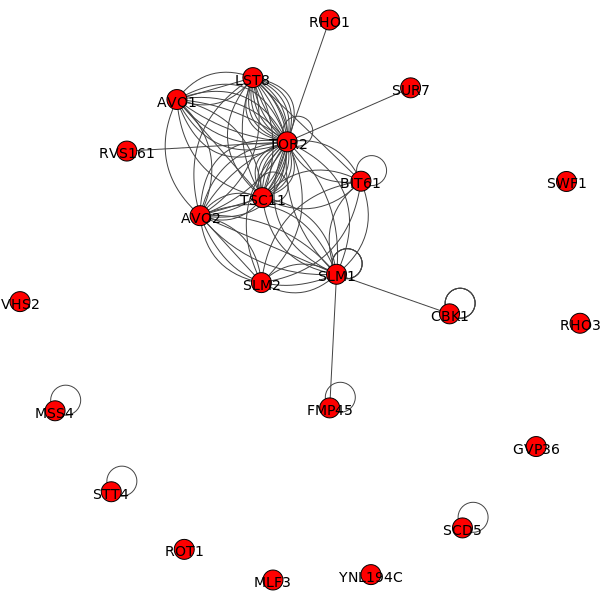 RHO1
LST8
SUR7
AVO1
TOR2
RVS161
BIT61
SWF1
TSC11
AVO2
SLM1
SLM2
VHS2
CBK1
RHO3
MSS4
FMP45
GVP36
STT4
SCD5
ROT1
MLF3
YNL194C